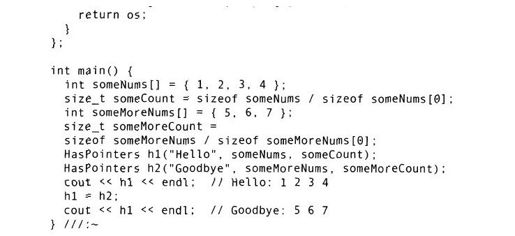 return os;
}
};
int main() {
int someNums[] = { 1, 2, 3, 4 };
size_t someCount = sizeof someNums / sizeof someNums[0];
int someMoreNums[] = { 5, 6, 7 };
size_t someMoreCount =
sizeof someMoreNums / sizeof someMoreNums[0];
HasPointers h1("Hello", someNums, someCount);
HasPointers h2("Goodbye", someMoreNums, someMoreCount);
cout << h1 << endl; // Hello: 1 2 3 4
h1 = h2;
cout << h1 << endl; // Goodbye: 5 6 7
} ///:~